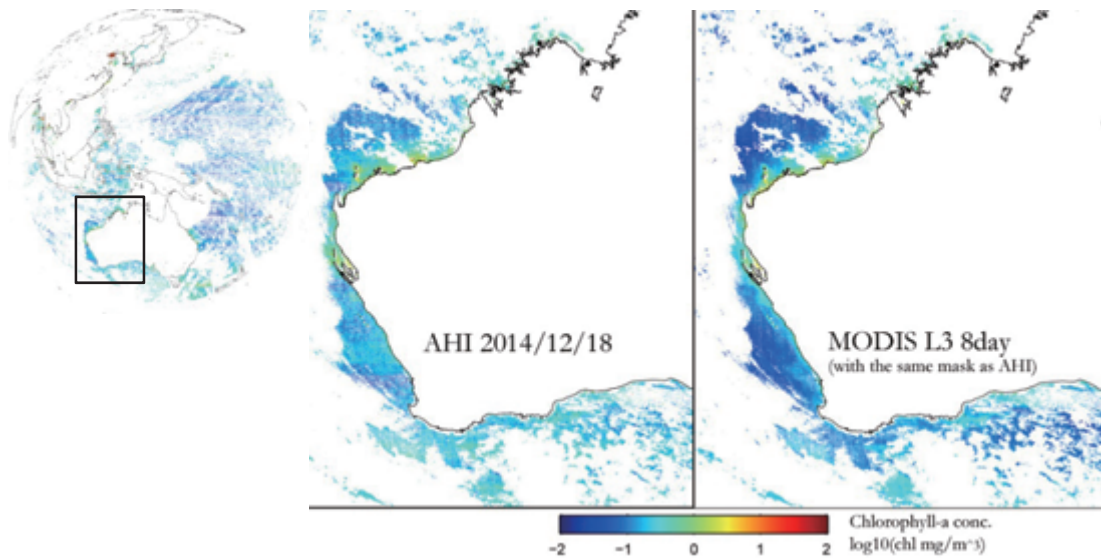 AHI 2014/12/18
MODIS L3 8day
(with the same mask as AHI)
−2 −1 0 1 2
Chlorophyll-a conc.
log10(chl mg/m^3)